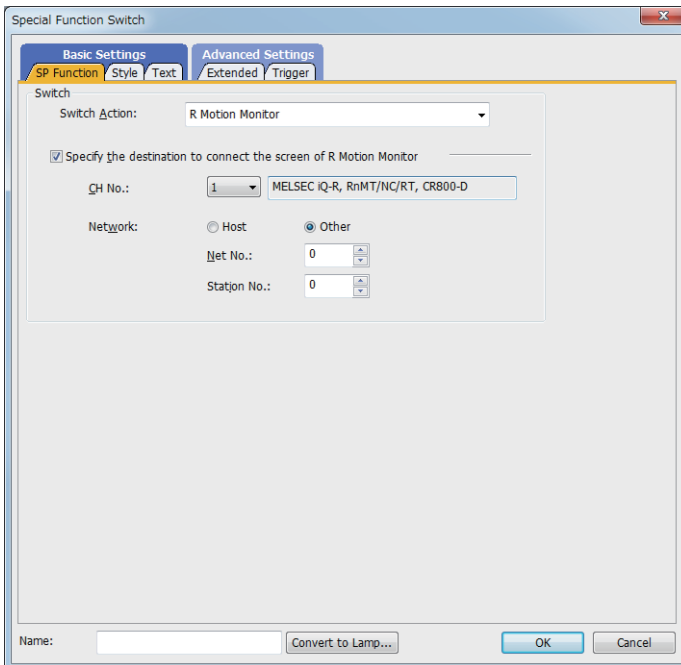 Special Function Switch
x
Basic Settings Advanced Settings
SP Function Style Text Extended Trigger
Switch
Switch Action: R Motion Monitor
Specify the destination to connect the screen of R Motion Monitor
CH No.: 1 MELSEC iQ-R, RnMT/NC/RT, CR800-D
Network: Host Other
Net No.: 0
Station No.: 0
Name: Convert to Lamp... OK Cancel